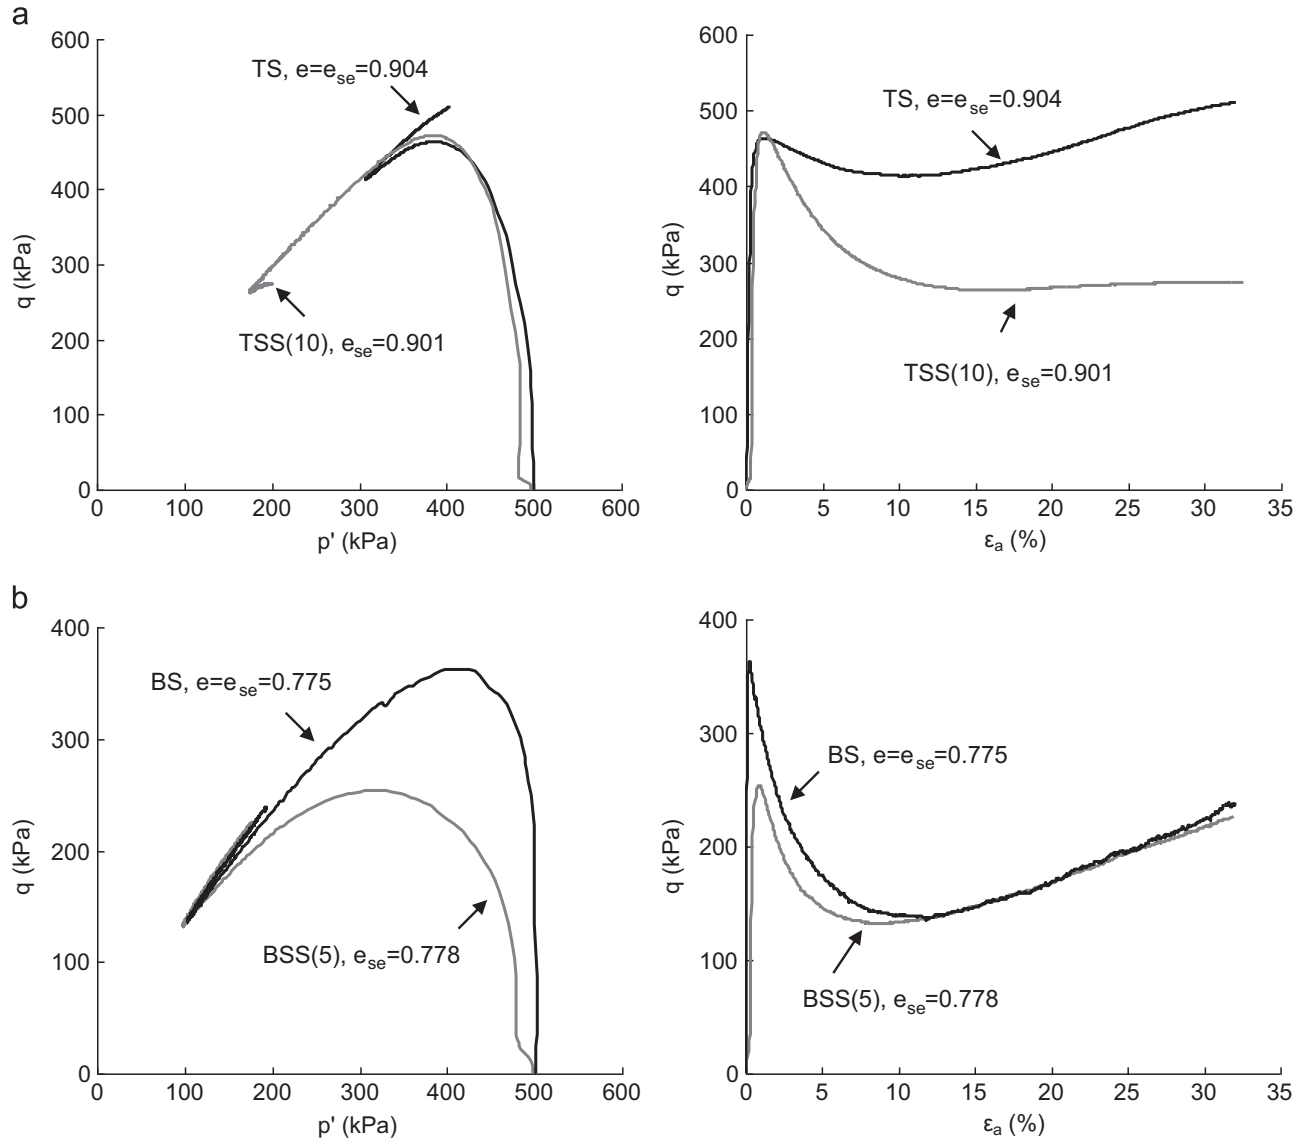 a
600
500
400
300
200
100
0
q (kPa)
TS, e=e_se=0.904
TSS(10), e_se=0.901
0 100 200 300 400 500 600
p' (kPa)
600
500
400
300
200
100
0
q (kPa)
TS, e=e_se=0.904
TSS(10), e_se=0.901
0 5 10 15 20 25 30 35
ε_a (%)
b
400
300
200
100
0
q (kPa)
BS, e=e_se=0.775
BSS(5), e_se=0.778
0 100 200 300 400 500 600
p' (kPa)
400
300
200
100
0
q (kPa)
BS, e=e_se=0.775
BSS(5), e_se=0.778
0 5 10 15 20 25 30 35
ε_a (%)